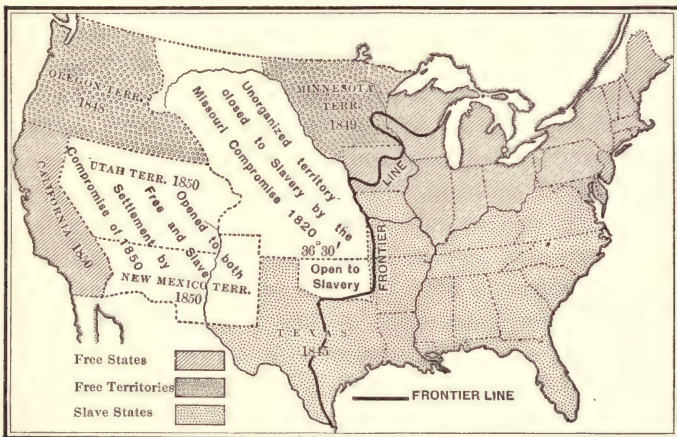 OREGON TERR.
1848
MINNESOTA
TERR.
1849
Unorganized territory
closed to Slavery by the
Missouri Compromise 1820
CALIFORNIA 1850
UTAH TERR. 1850
Opened to both
Free and Slave
Settlement by
Compromise of 1850
NEW MEXICO TERR.
1850
36°30'
Open to
Slavery
FRONTIER
LINE
TEXAS
1845
Free States
Free Territories
Slave States
FRONTIER LINE